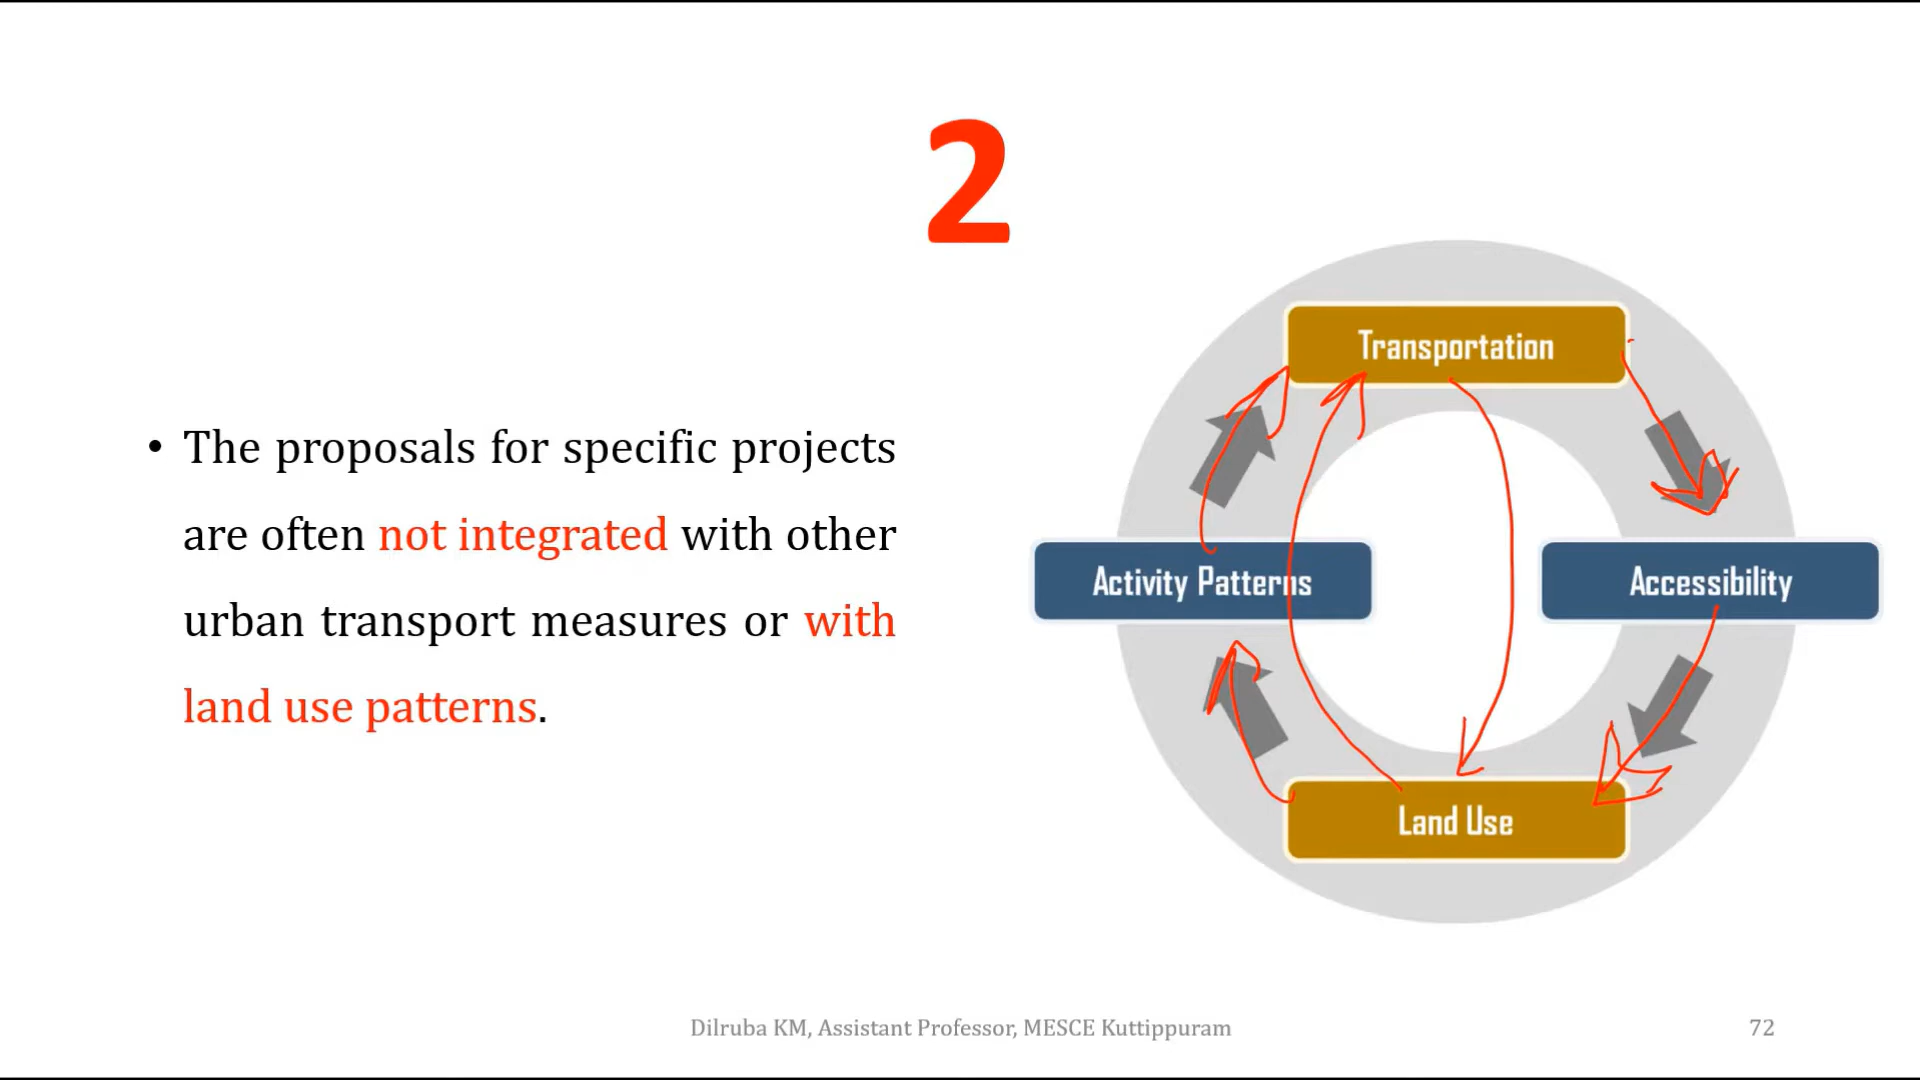 2
• The proposals for specific projects
are often not integrated with other
urban transport measures or with
land use patterns.
Transportation
Activity Patterns
Accessibility
Land Use
Dilruba KM, Assistant Professor, MESCE Kuttippuram
72